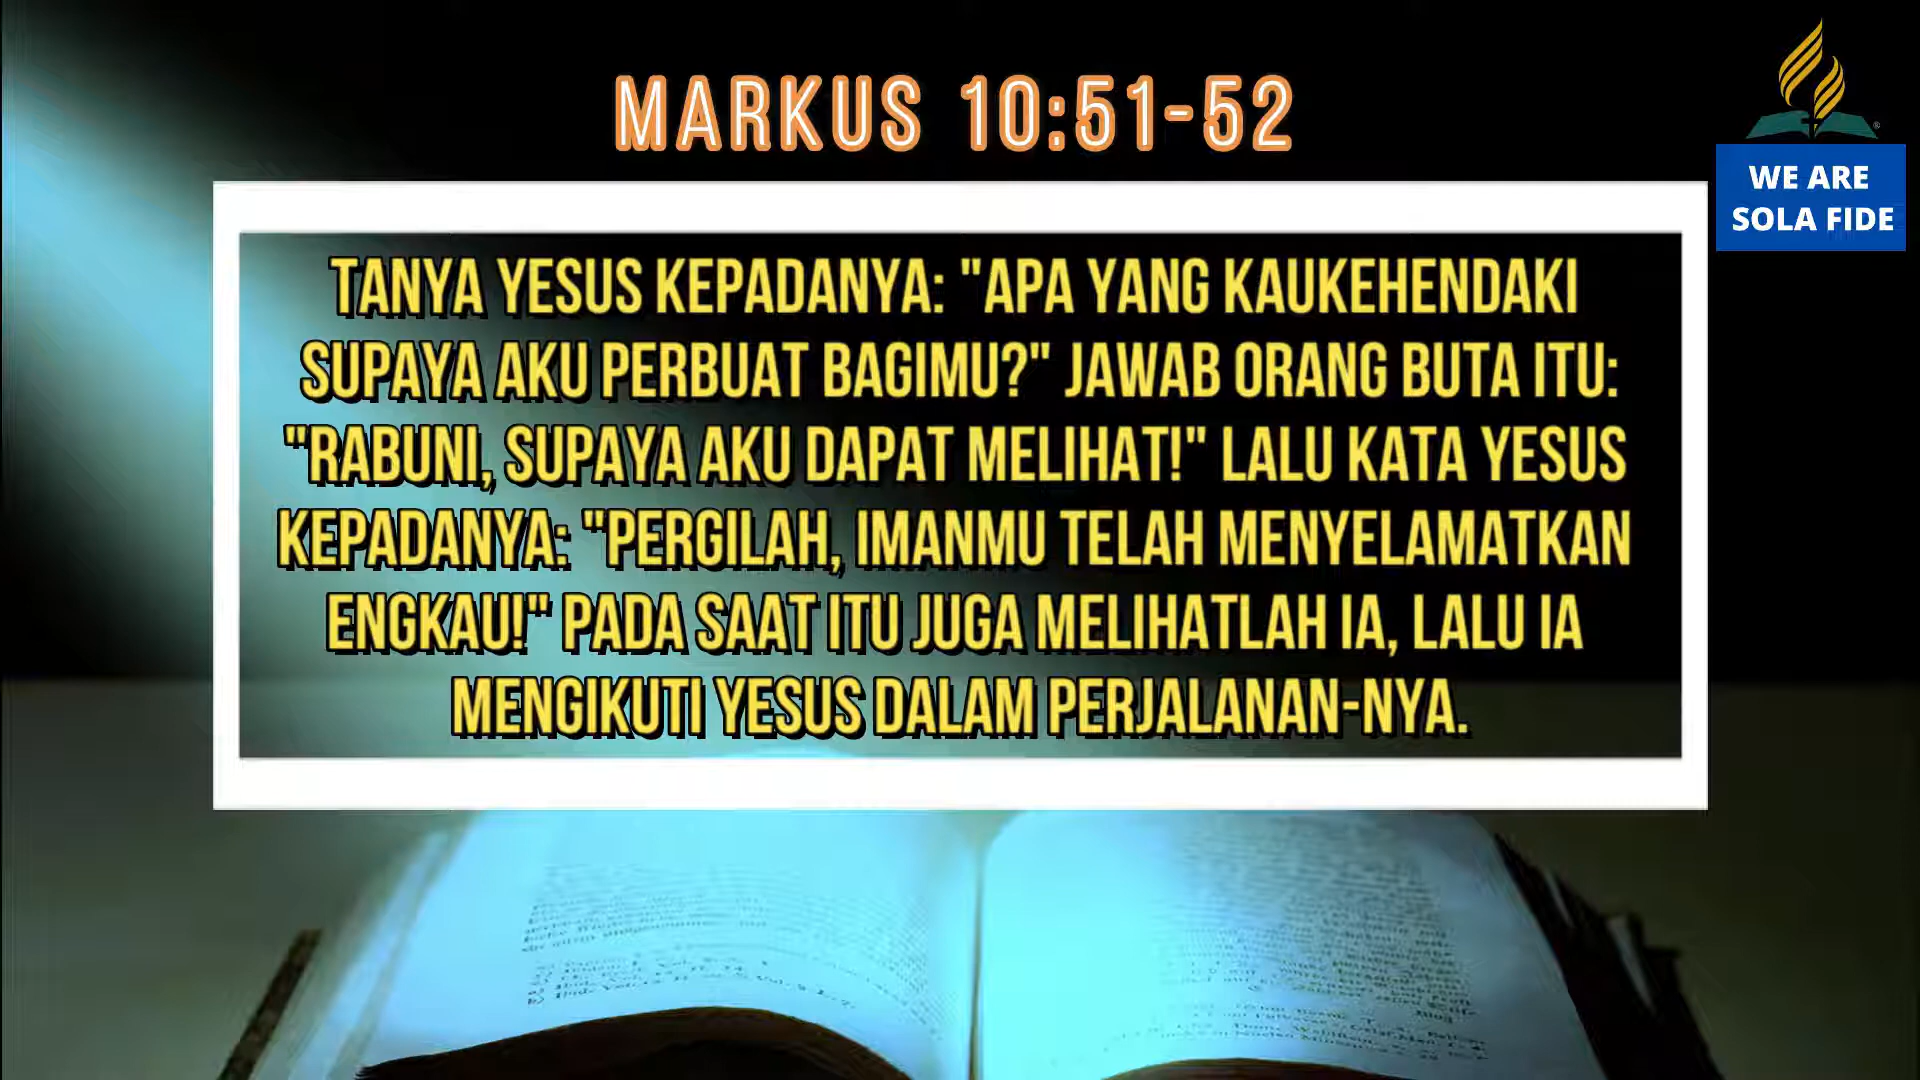 MARKUS 10:51-52
WE ARE
SOLA FIDE
TANYA YESUS KEPADANYA: "APA YANG KAUKEHENDAKI
SUPAYA AKU PERBUAT BAGIMU?" JAWAB ORANG BUTA ITU:
"RABUNI, SUPAYA AKU DAPAT MELIHAT!" LALU KATA YESUS
KEPADANYA: "PERGILAH, IMANMU TELAH MENYELAMATKAN
ENGKAU!" PADA SAAT ITU JUGA MELIHATLAH IA, LALU IA
MENGIKUTI YESUS DALAM PERJALANAN-NYA.